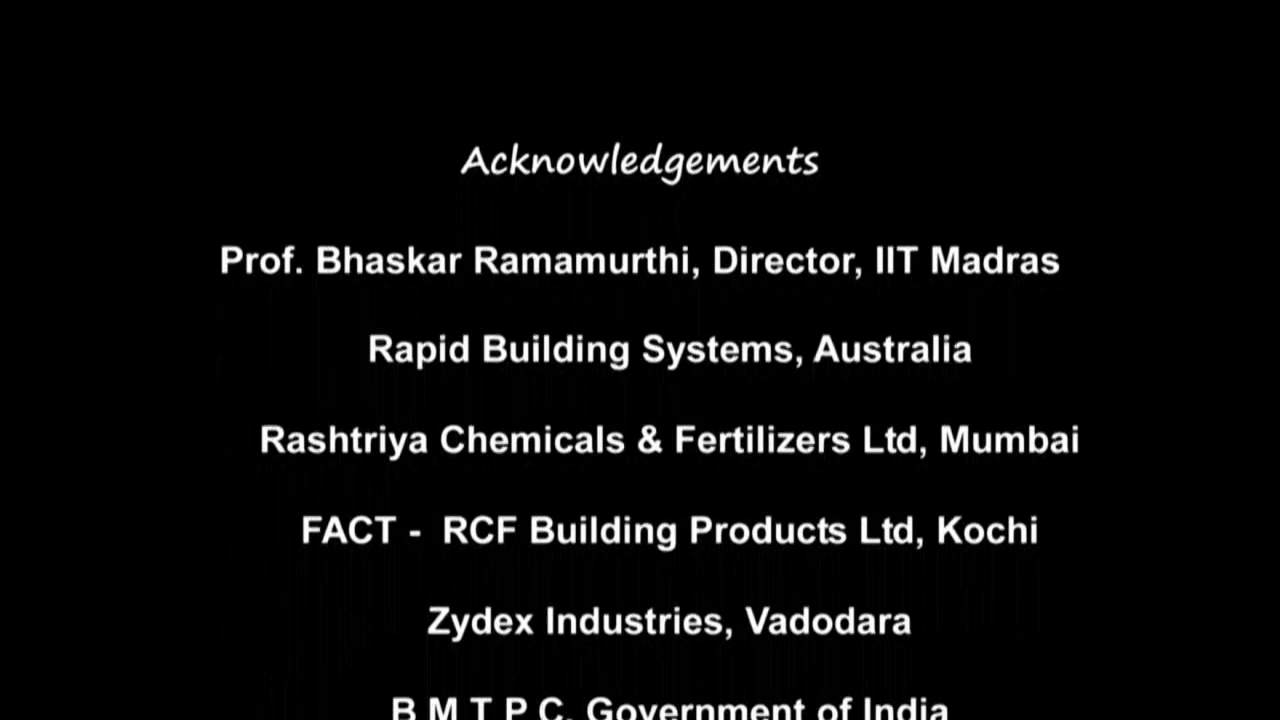 Acknowledgements
Prof. Bhaskar Ramamurthi, Director, IIT Madras
Rapid Building Systems, Australia
Rashtriya Chemicals & Fertilizers Ltd, Mumbai
FACT - RCF Building Products Ltd, Kochi
Zydex Industries, Vadodara
B M T P C, Government of India